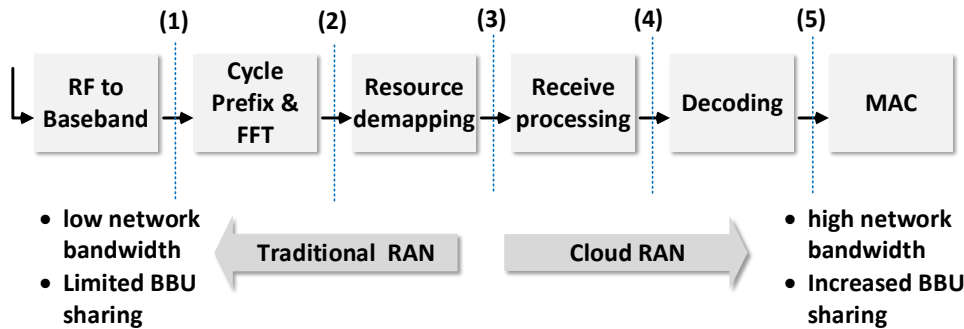 (1)
(2)
(3)
(4)
(5)
RF to
Baseband
Cycle
Prefix &
FFT
Resource
demapping
Receive
processing
Decoding
MAC
• low network
bandwidth
• Limited BBU
sharing
Traditional RAN
Cloud RAN
• high network
bandwidth
• Increased BBU
sharing